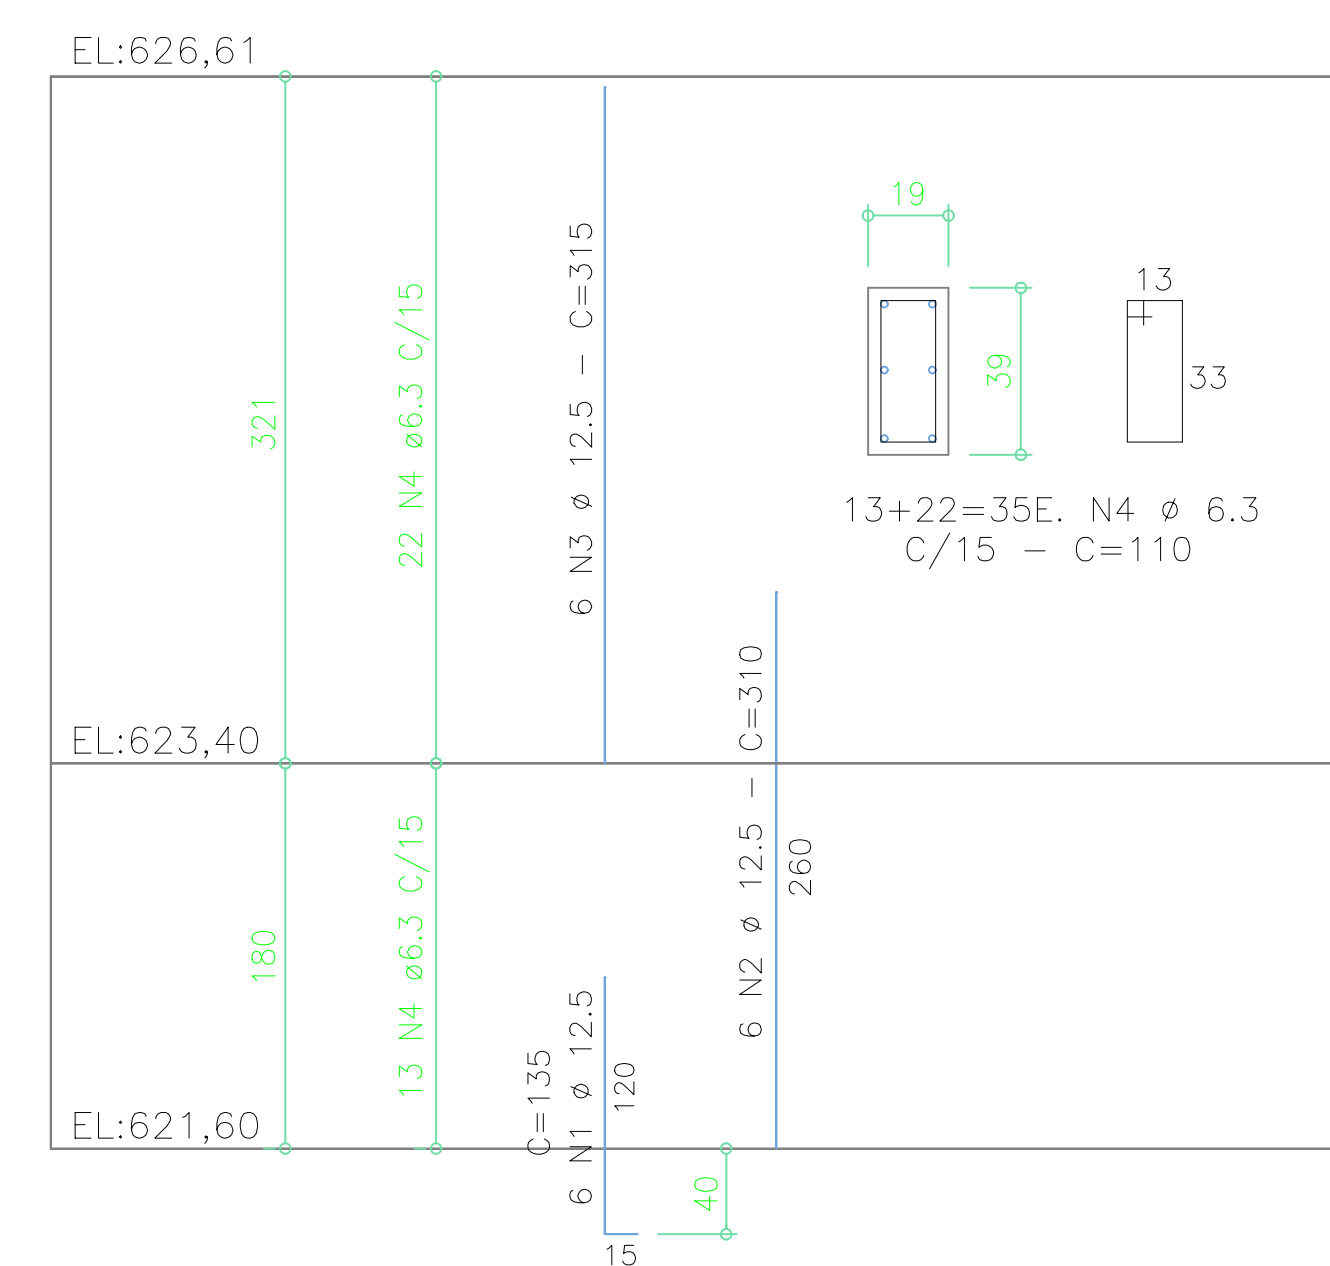 EL:626,61
321
22 N4 ø6.3 C/15
6 N3 ø 12.5 – C=315
19
39
13
33
13+22=35E. N4 ø 6.3
C/15 – C=110
EL:623,40
180
13 N4 ø6.3 C/15
6 N2 ø 12.5 – C=310
260
C=135
6 N1 ø 12.5
120
EL:621,60
40
15